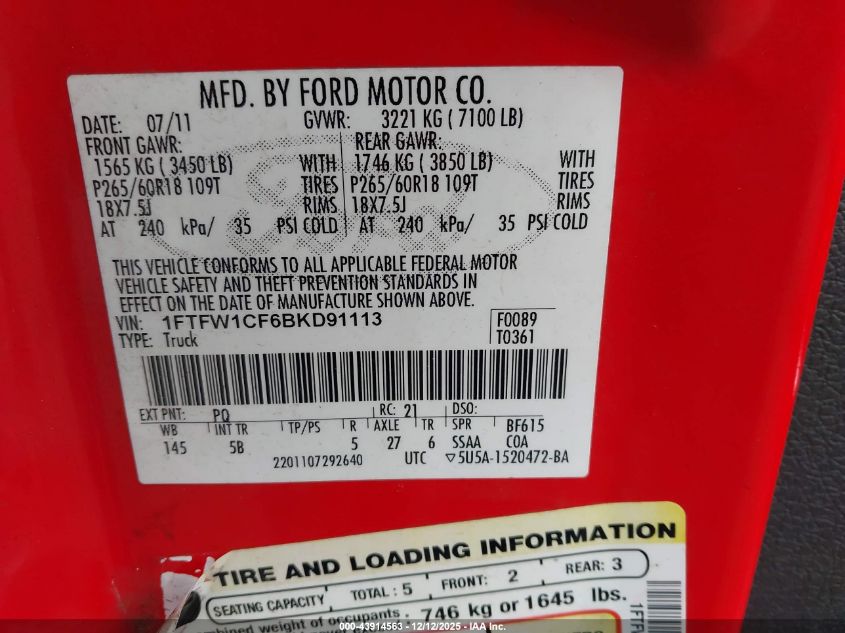 MFD. BY FORD MOTOR CO.
DATE: 07/11 GVWR: 3221 KG ( 7100 LB)
FRONT GAWR: REAR GAWR:
1565 KG ( 3450 LB) WITH 1746 KG ( 3850 LB) WITH
P265/60R18 109T TIRES P265/60R18 109T TIRES
18X7.5J RIMS 18X7.5J RIMS
AT 240 kPa/ 35 PSI COLD AT 240 kPa/ 35 PSI COLD
THIS VEHICLE CONFORMS TO ALL APPLICABLE FEDERAL MOTOR
VEHICLE SAFETY AND THEFT PREVENTION STANDARDS IN
EFFECT ON THE DATE OF MANUFACTURE SHOWN ABOVE.
VIN: 1FTFW1CF6BKD91113 F0089
TYPE: Truck T0361
EXT PNT: PQ RC: 21 DSO:
WB INT TR TP/PS R AXLE TR SPR BF615
145 5B 5 27 6 SSAA COA
2201107292640 UTC ▽5U5A-1520472-BA
TIRE AND LOADING INFORMATION
SEATING CAPACITY TOTAL : 5 FRONT: 2 REAR: 3
weight of occupants 746 kg or 1645 lbs.
000-43914563 - 12/12/2025 - IAA Inc.